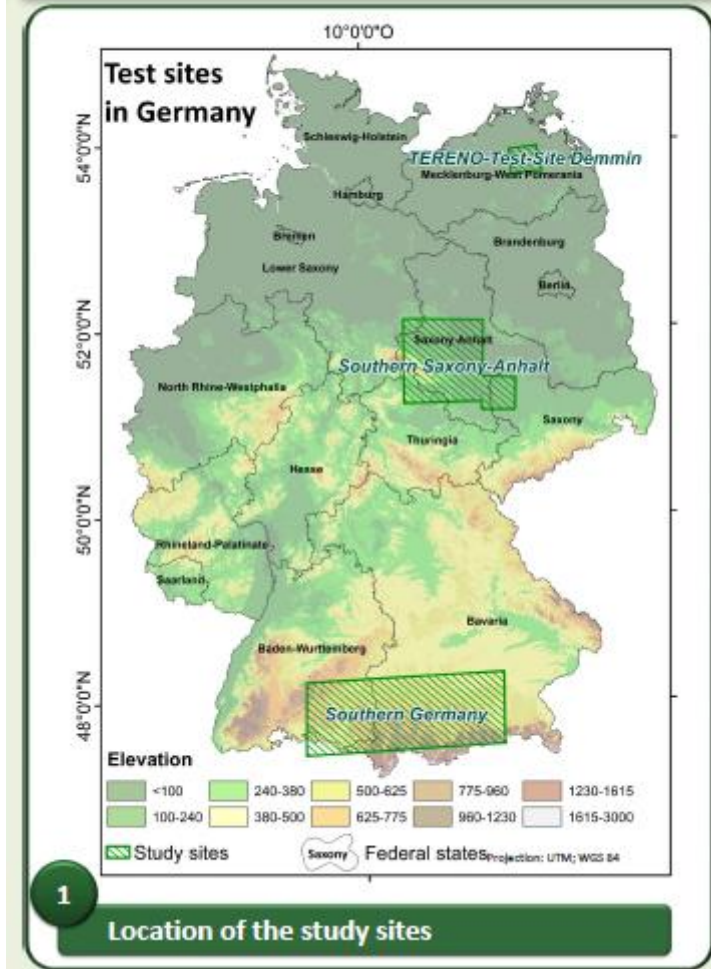 10°0'0"O
Test sites
in Germany
54°0'0"N
Schleswig-Holstein
TERENO-Test-Site Demmin
Mecklenburg-West Pomerania
Hamburg
Bremen
Brandenburg
Lower Saxony
Berlin
52°0'0"N
Saxony-Anhalt
Southern Saxony-Anhalt
North Rhine-Westphalia
Saxony
Thuringia
Hesse
50°0'0"N
Rhineland-Palatinate
Saarland
Bavaria
Baden-Wurttemberg
48°0'0"N
Southern Germany
Elevation
<100 240-380 500-625 775-960 1230-1615
100-240 380-500 625-775 960-1230 1615-3000
Study sites Saxony Federal states Projection: UTM; WGS 84
1
Location of the study sites